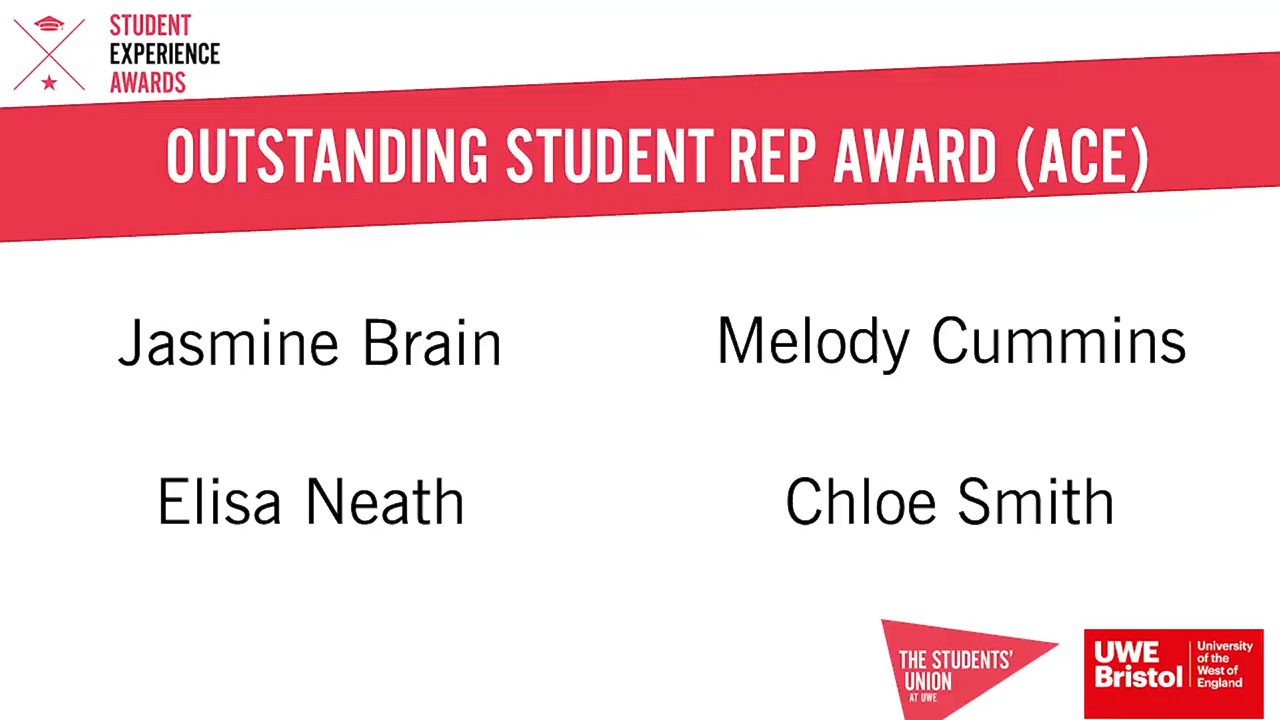 STUDENT
EXPERIENCE
AWARDS
OUTSTANDING STUDENT REP AWARD (ACE)
Jasmine Brain
Melody Cummins
Elisa Neath
Chloe Smith
THE STUDENTS'
UNION
AT UWE
UWE
Bristol
University
of the
West of
England